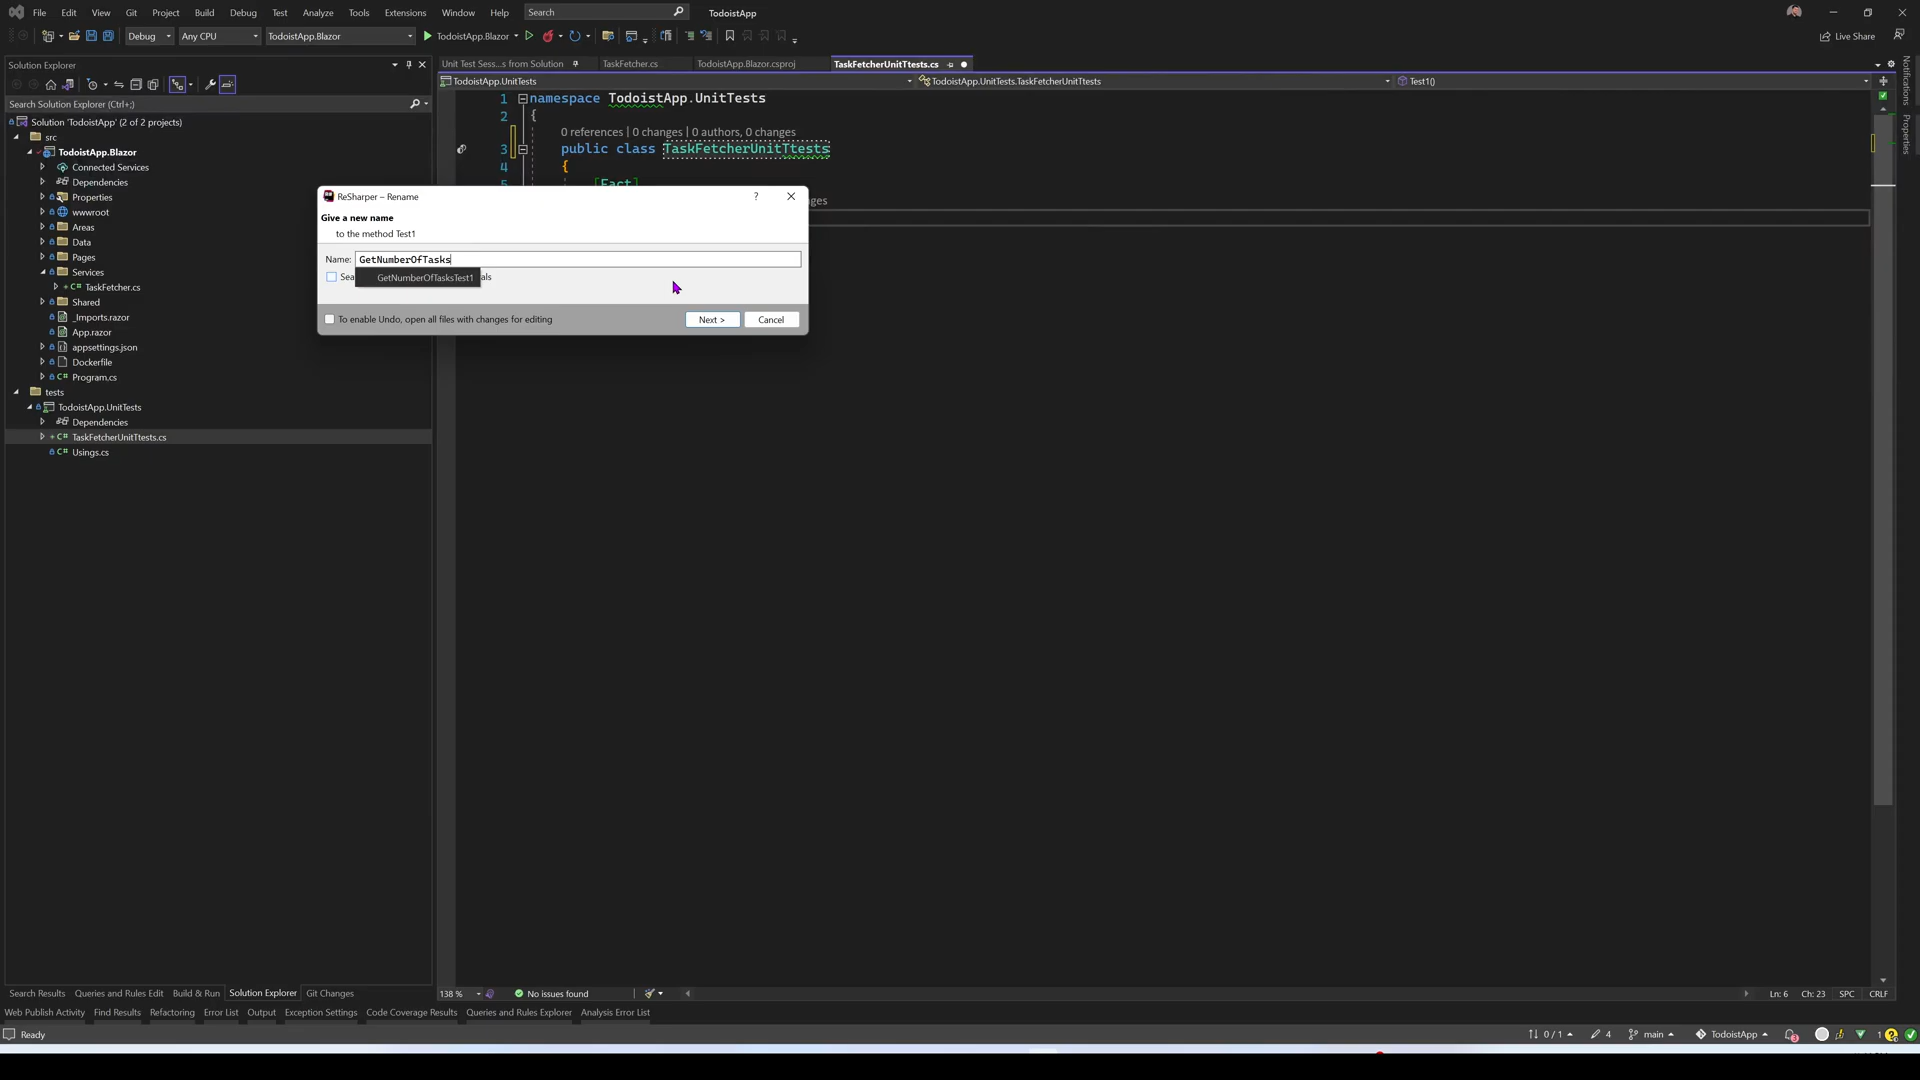 File Edit View Git Project Build Debug Test Analyze Tools Extensions Window Help Search TodoistApp
Debug Any CPU TodoistApp.Blazor TodoistApp.Blazor Live Share
Solution Explorer
Search Solution Explorer (Ctrl+;)
Solution 'TodoistApp' (2 of 2 projects)
src
TodoistApp.Blazor
Connected Services
Dependencies
Properties
wwwroot
Areas
Data
Pages
Services
TaskFetcher.cs
Shared
_Imports.razor
App.razor
appsettings.json
Dockerfile
Program.cs
tests
TodoistApp.UnitTests
Dependencies
TaskFetcherUnitTtests.cs
Usings.cs
Unit Test Sess...s from Solution TaskFetcher.cs TodoistApp.Blazor.csproj TaskFetcherUnitTtests.cs
TodoistApp.UnitTests TodoistApp.UnitTests.TaskFetcherUnitTtests Test1()
1 namespace TodoistApp.UnitTests
2 {
0 references | 0 changes | 0 authors, 0 changes
3 public class TaskFetcherUnitTtests
4 {
5 [Fact]
nges
ReSharper – Rename ?
Give a new name
to the method Test1
Name: GetNumberOfTasks
Sea GetNumberOfTasksTest1 als
To enable Undo, open all files with changes for editing Next > Cancel
Notifications
Properties
138 % No issues found Ln: 6 Ch: 23 SPC CRLF
Search Results Queries and Rules Edit Build & Run Solution Explorer Git Changes
Web Publish Activity Find Results Refactoring Error List Output Exception Settings Code Coverage Results Queries and Rules Explorer Analysis Error List
Ready 0 / 1 4 main TodoistApp 3 1